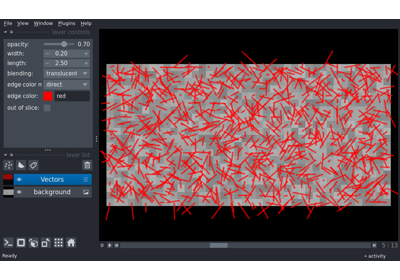 File View Window Plugins Help
layer controls
opacity: 0.70
width: 0.20
length: 2.50
blending: translucent
edge color m direct
edge color: red
out of slice:
layer list
Vectors
background
0 5 13
Ready activity